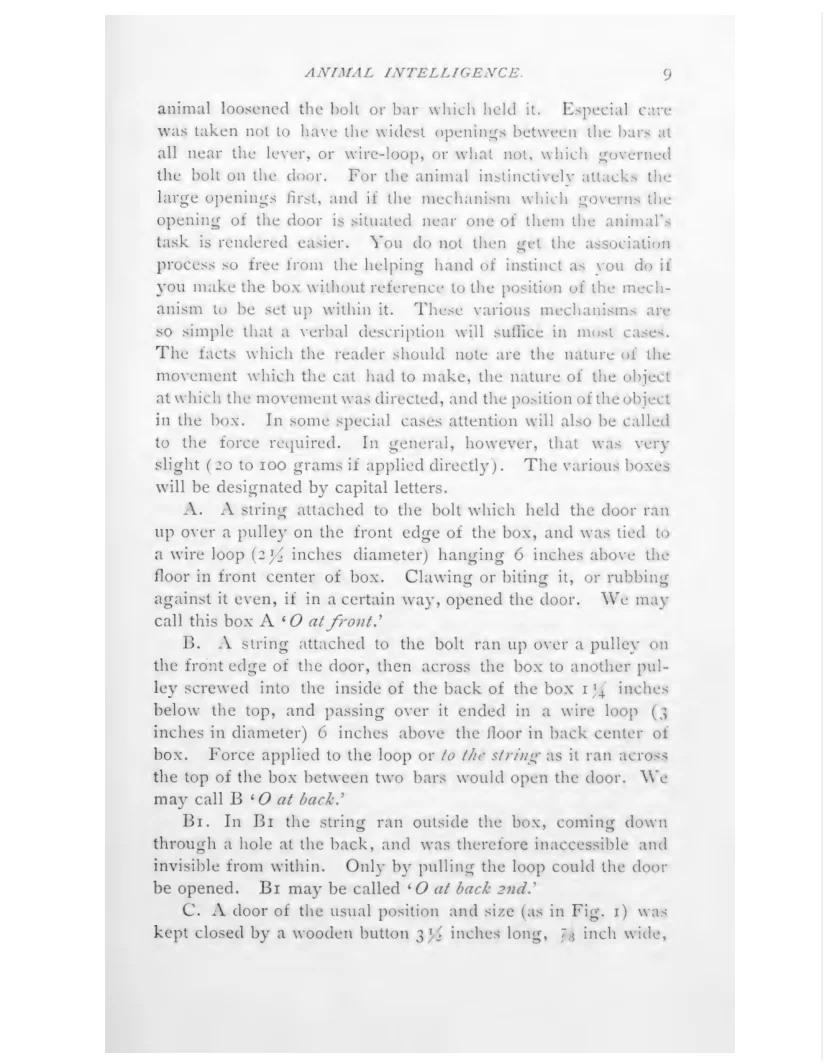 ANIMAL INTELLIGENCE. 9
animal loosened the bolt or bar which held it. Especial care
was taken not to have the widest openings between the bars at
all near the lever, or wire-loop, or what not, which governed
the bolt on the door. For the animal instinctively attacks the
large openings first, and if the mechanism which governs the
opening of the door is situated near one of them the animal's
task is rendered easier. You do not then get the association
process so free from the helping hand of instinct as you do if
you make the box without reference to the position of the mech-
anism to be set up within it. These various mechanisms are
so simple that a verbal description will suffice in most cases.
The facts which the reader should note are the nature of the
movement which the cat had to make, the nature of the object
at which the movement was directed, and the position of the object
in the box. In some special cases attention will also be called
to the force required. In general, however, that was very
slight (20 to 100 grams if applied directly). The various boxes
will be designated by capital letters.
A. A string attached to the bolt which held the door ran
up over a pulley on the front edge of the box, and was tied to
a wire loop (2½ inches diameter) hanging 6 inches above the
floor in front center of box. Clawing or biting it, or rubbing
against it even, if in a certain way, opened the door. We may
call this box A ‘O at front.’
B. A string attached to the bolt ran up over a pulley on
the front edge of the door, then across the box to another pul-
ley screwed into the inside of the back of the box 1¼ inches
below the top, and passing over it ended in a wire loop (3
inches in diameter) 6 inches above the floor in back center of
box. Force applied to the loop or to the string as it ran across
the top of the box between two bars would open the door. We
may call B ‘O at back.’
B1. In B1 the string ran outside the box, coming down
through a hole at the back, and was therefore inaccessible and
invisible from within. Only by pulling the loop could the door
be opened. B1 may be called ‘O at back 2nd.’
C. A door of the usual position and size (as in Fig. 1) was
kept closed by a wooden button 3½ inches long, ⅞ inch wide,